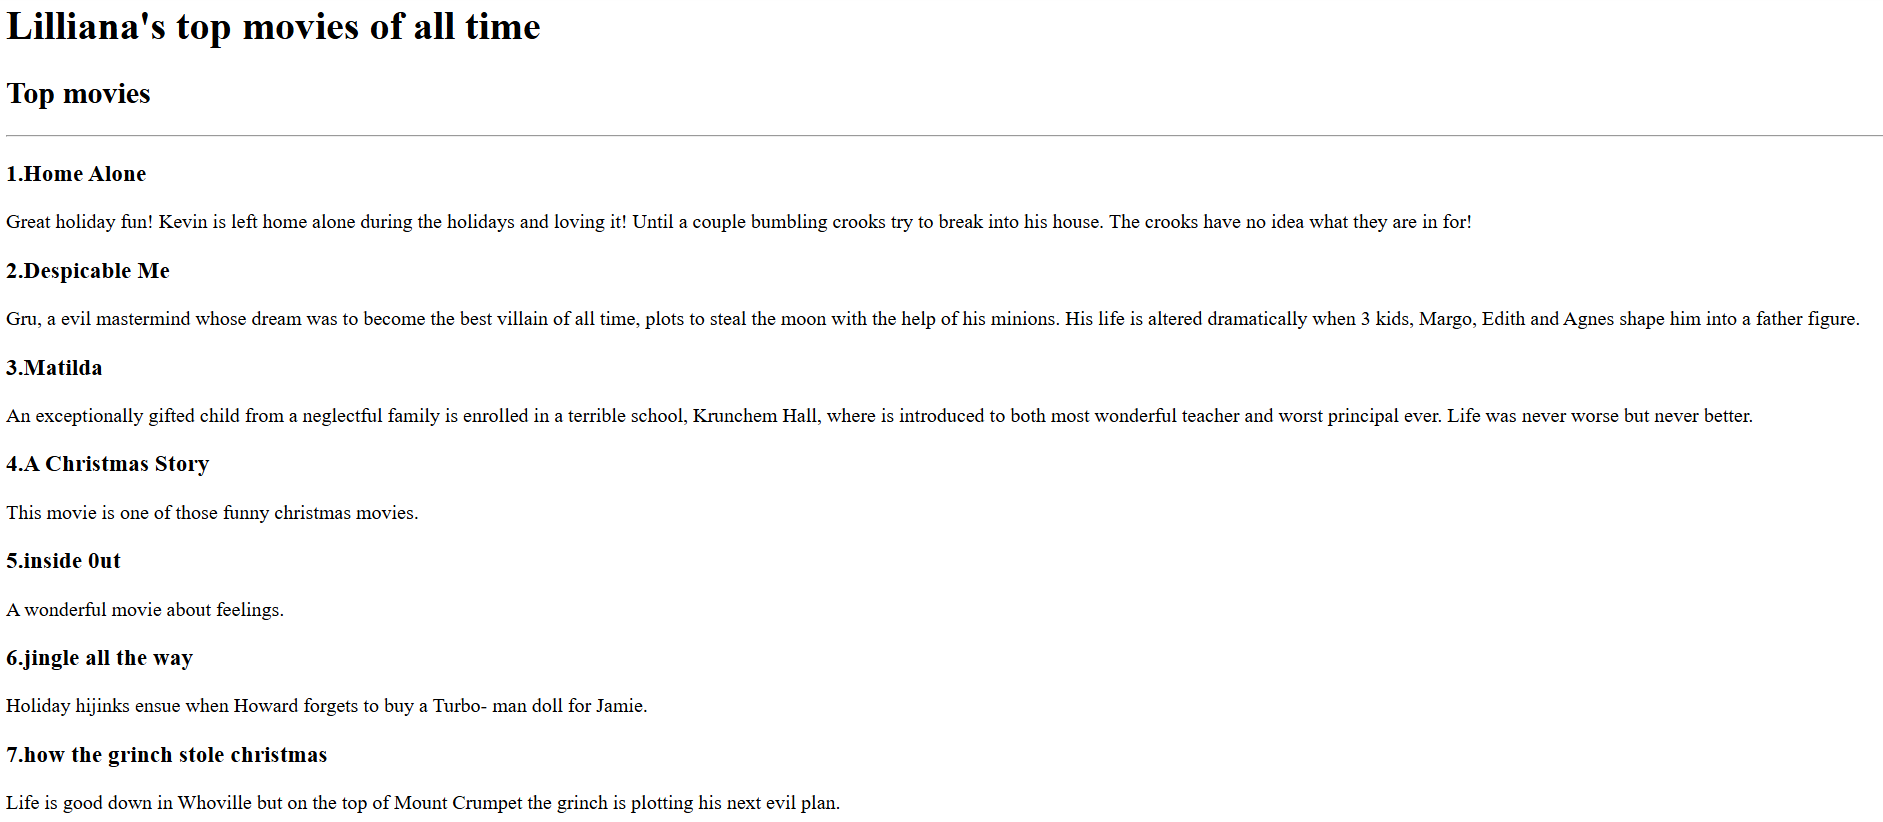 Lilliana's top movies of all time
Top movies
1.Home Alone
Great holiday fun! Kevin is left home alone during the holidays and loving it! Until a couple bumbling crooks try to break into his house. The crooks have no idea what they are in for!
2.Despicable Me
Gru, a evil mastermind whose dream was to become the best villain of all time, plots to steal the moon with the help of his minions. His life is altered dramatically when 3 kids, Margo, Edith and Agnes shape him into a father figure.
3.Matilda
An exceptionally gifted child from a neglectful family is enrolled in a terrible school, Krunchem Hall, where is introduced to both most wonderful teacher and worst principal ever. Life was never worse but never better.
4.A Christmas Story
This movie is one of those funny christmas movies.
5.inside 0ut
A wonderful movie about feelings.
6.jingle all the way
Holiday hijinks ensue when Howard forgets to buy a Turbo- man doll for Jamie.
7.how the grinch stole christmas
Life is good down in Whoville but on the top of Mount Crumpet the grinch is plotting his next evil plan.